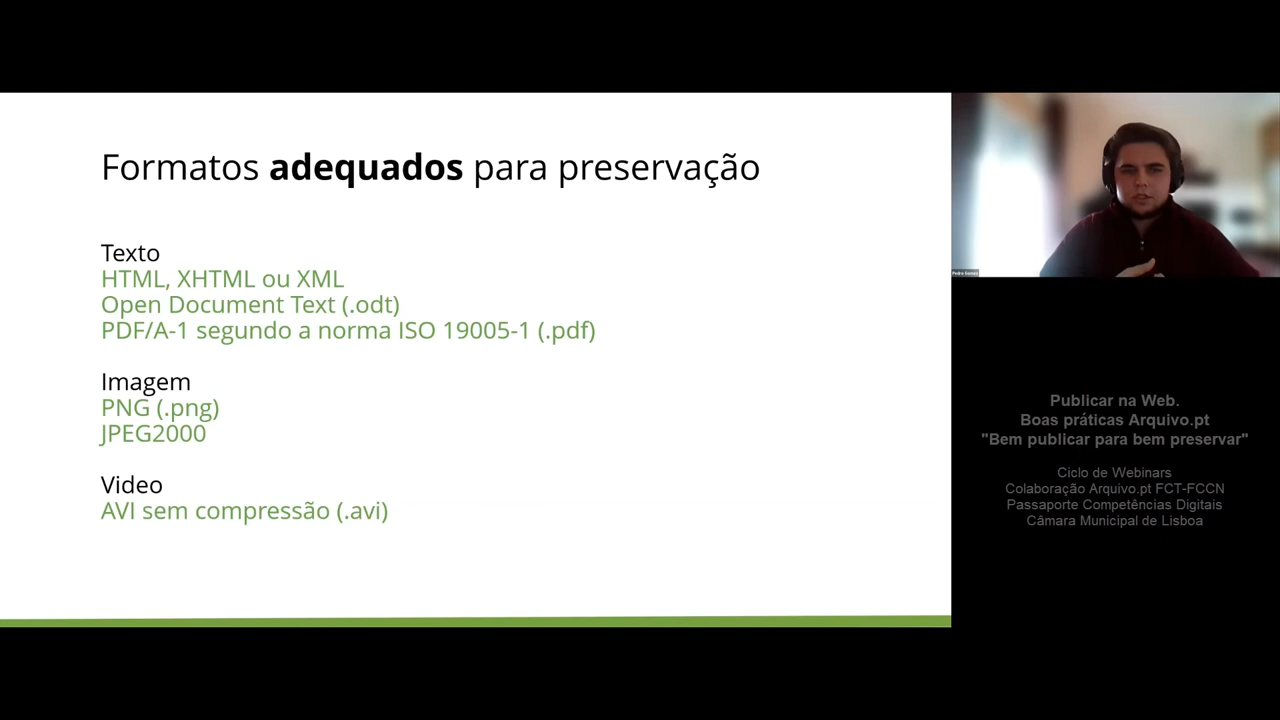 Formatos adequados para preservação
Texto
HTML, XHTML ou XML
Open Document Text (.odt)
PDF/A-1 segundo a norma ISO 19005-1 (.pdf)
Imagem
PNG (.png)
JPEG2000
Video
AVI sem compressão (.avi)
Pedro Gomes
Publicar na Web.
Boas práticas Arquivo.pt
"Bem publicar para bem preservar"
Ciclo de Webinars
Colaboração Arquivo.pt FCT-FCCN
Passaporte Competências Digitais
Câmara Municipal de Lisboa